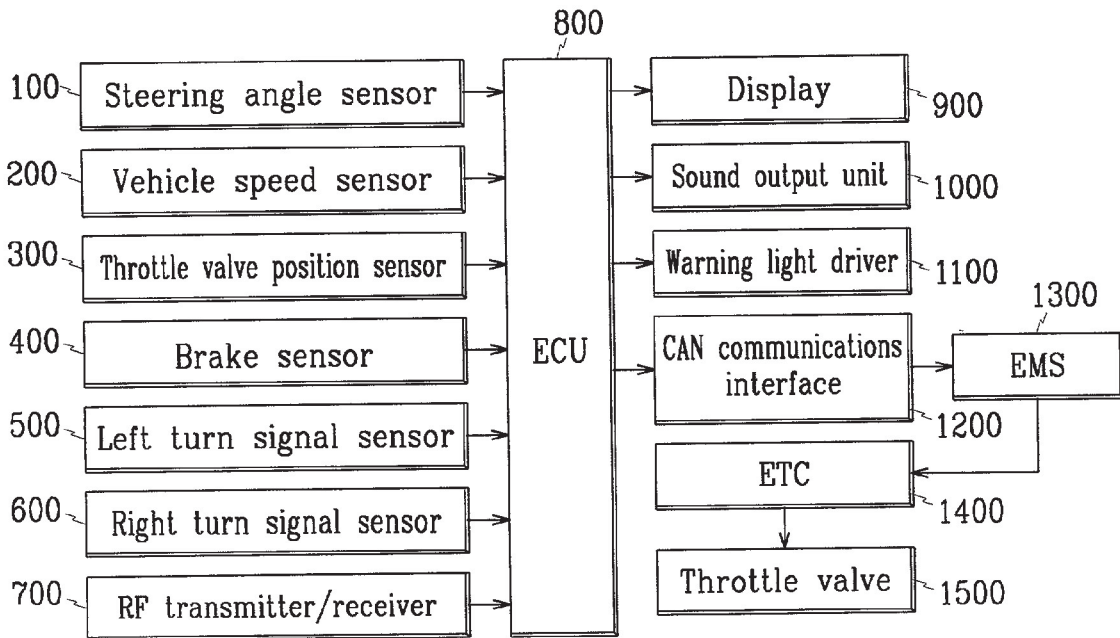 800
100
Steering angle sensor
Display
900
200
Vehicle speed sensor
Sound output unit
1000
300
Throttle valve position sensor
Warning light driver
1100
1300
400
Brake sensor
ECU
CAN communications
interface
EMS
1200
500
Left turn signal sensor
ETC
1400
600
Right turn signal sensor
Throttle valve
1500
700
RF transmitter/receiver